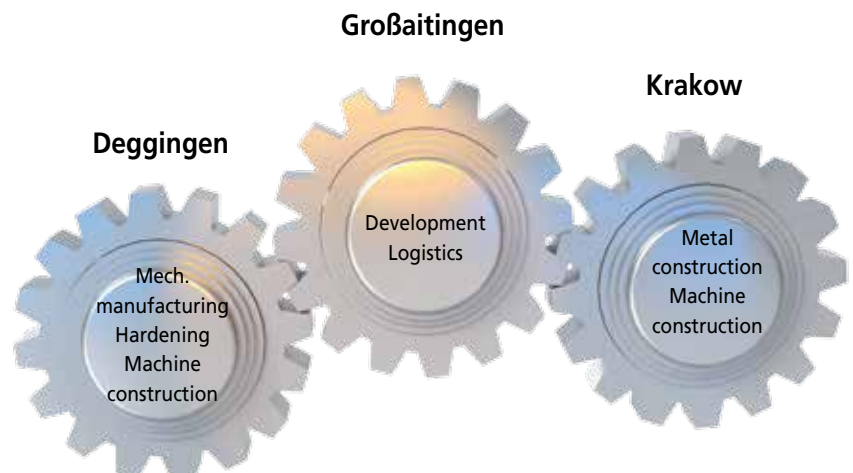 Großaitingen
Krakow
Deggingen
Development
Logistics
Metal
construction
Machine
construction
Mech.
manufacturing
Hardening
Machine
construction